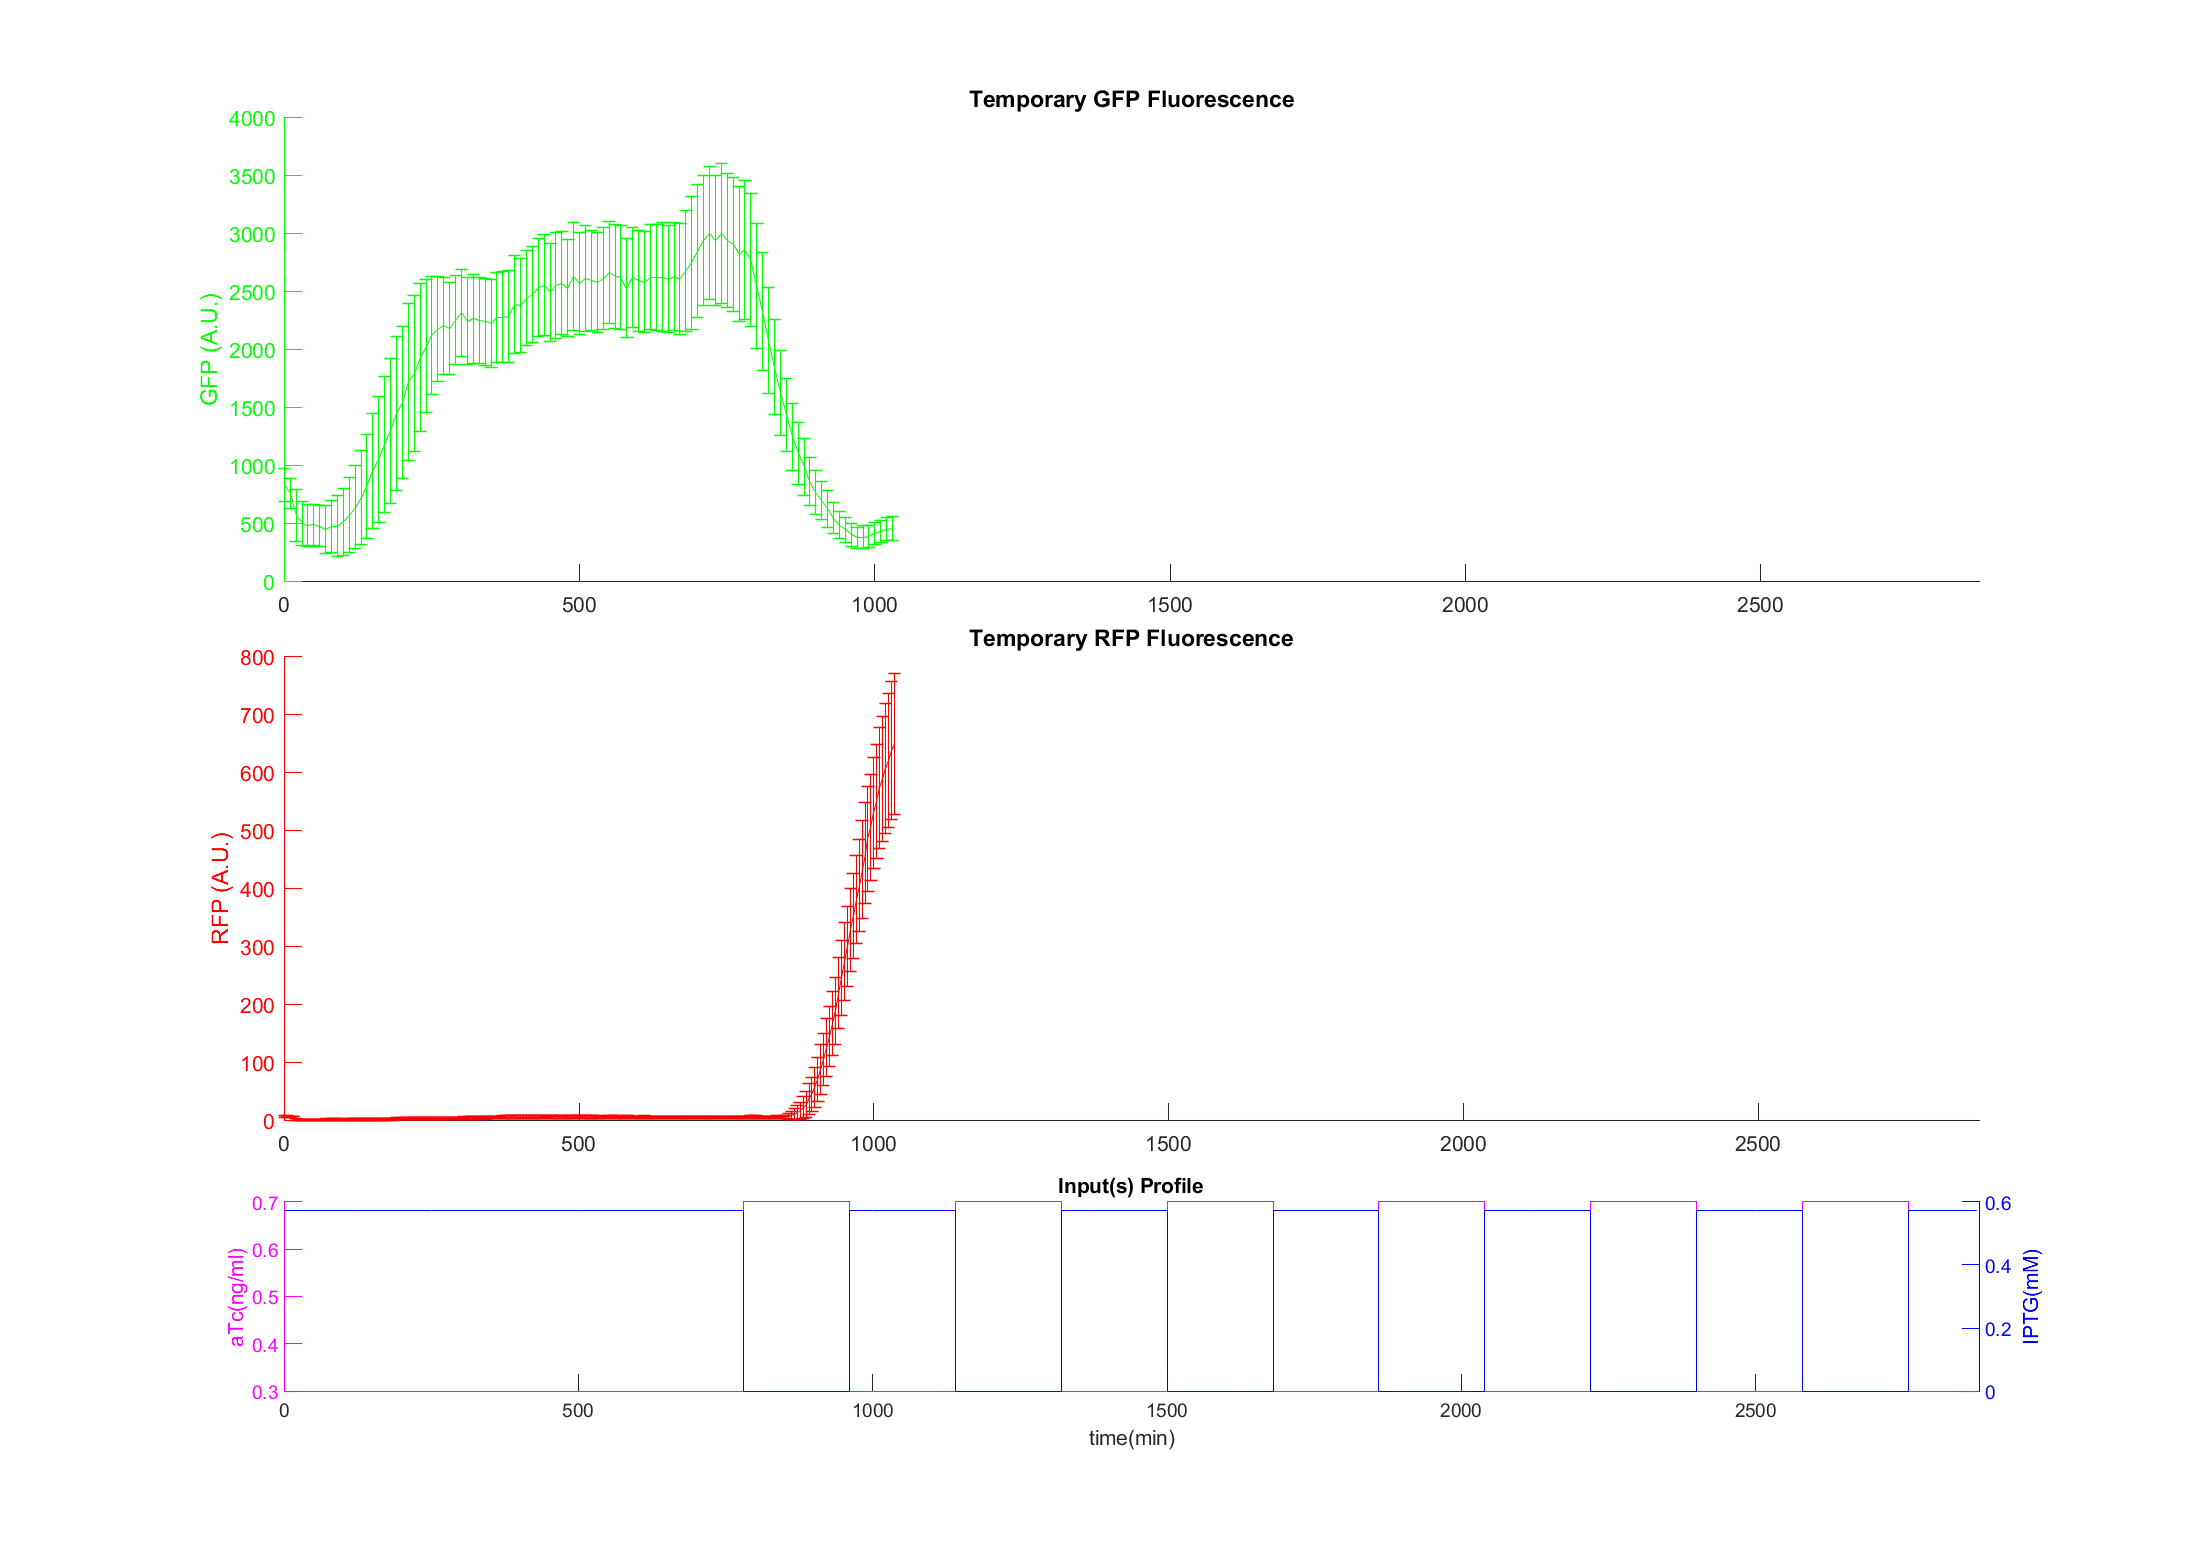 Temporary GFP Fluorescence
4000
3500
3000
2500
2000
1500
1000
500
0
GFP (A.U.)
0 500 1000 1500 2000 2500
Temporary RFP Fluorescence
800
700
600
500
400
300
200
100
0
RFP (A.U.)
0 500 1000 1500 2000 2500
Input(s) Profile
0.7
0.6
0.5
0.4
0.3
aTc(ng/ml)
0.6
0.4
0.2
0
IPTG(mM)
0 500 1000 1500 2000 2500
time(min)